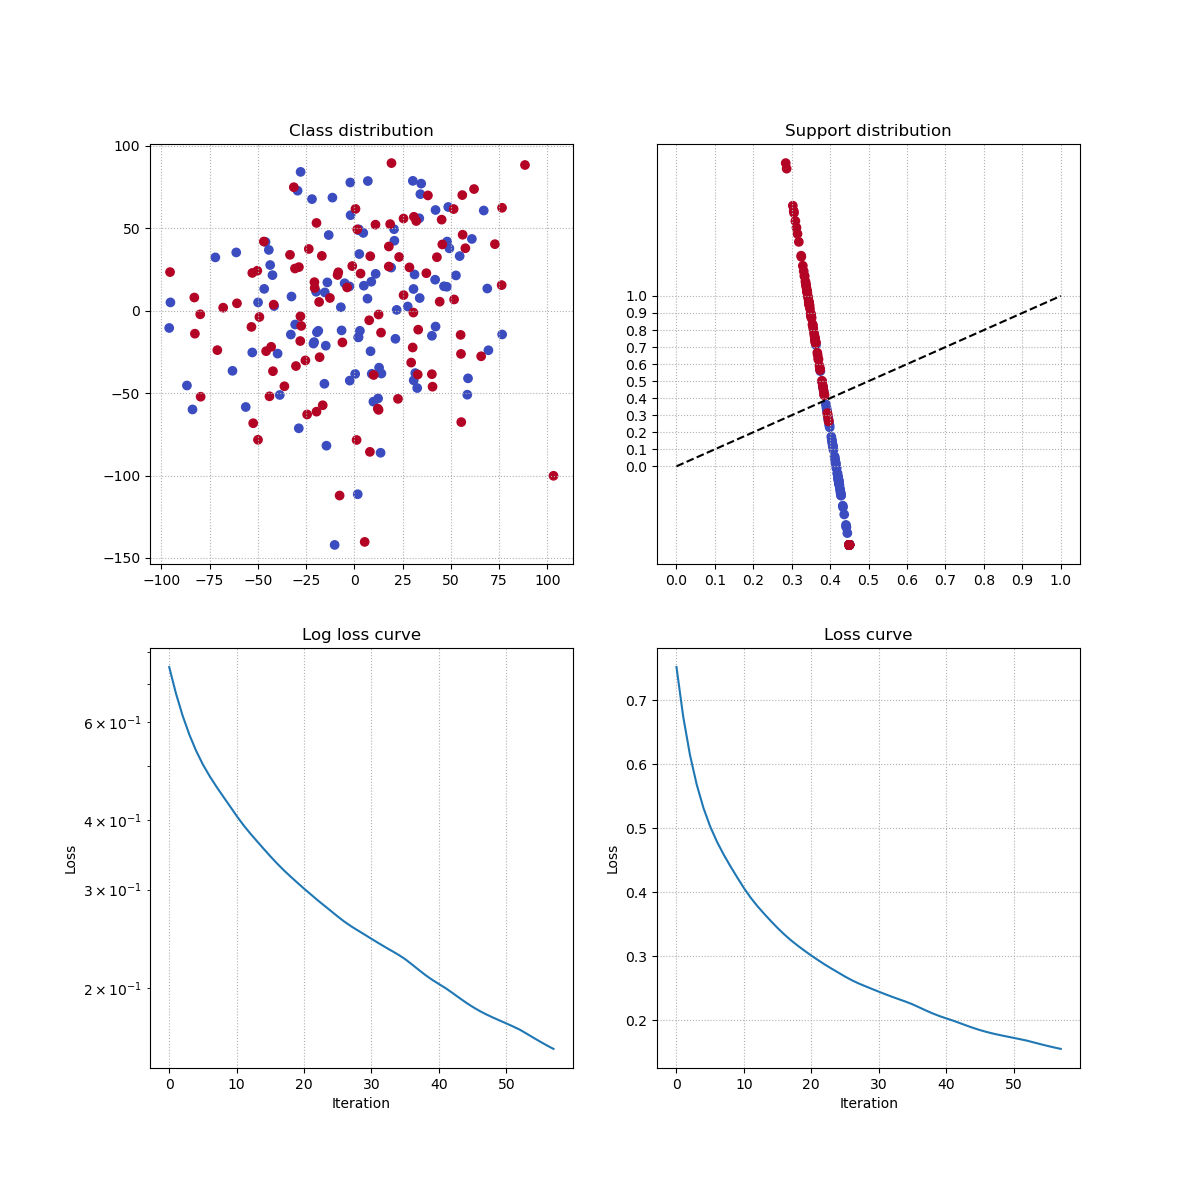 Class distribution
100
50
0
−50
−100
−150
−100 −75 −50 −25 0 25 50 75 100
Support distribution
1.0
0.9
0.8
0.7
0.6
0.5
0.4
0.3
0.2
0.1
0.0
0.0 0.1 0.2 0.3 0.4 0.5 0.6 0.7 0.8 0.9 1.0
Log loss curve
Loss
6 × 10⁻¹
4 × 10⁻¹
3 × 10⁻¹
2 × 10⁻¹
0 10 20 30 40 50
Iteration
Loss curve
Loss
0.7
0.6
0.5
0.4
0.3
0.2
0 10 20 30 40 50
Iteration